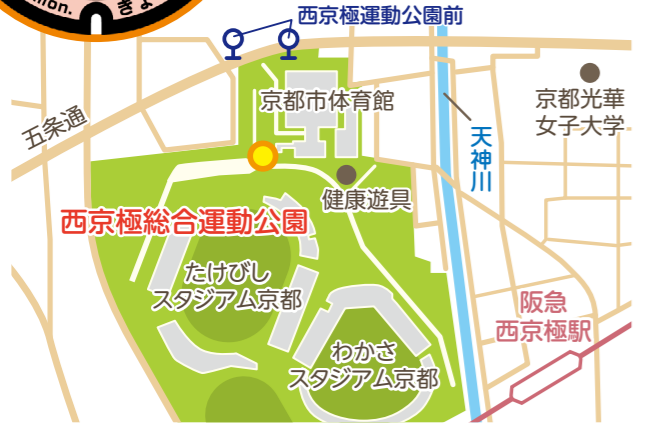 mon.
きょ
西京極運動公園前
京都市体育館
京都光華
女子大学
五条通
天神川
健康遊具
西京極総合運動公園
たけびし
スタジアム京都
阪急
西京極駅
わかさ
スタジアム京都